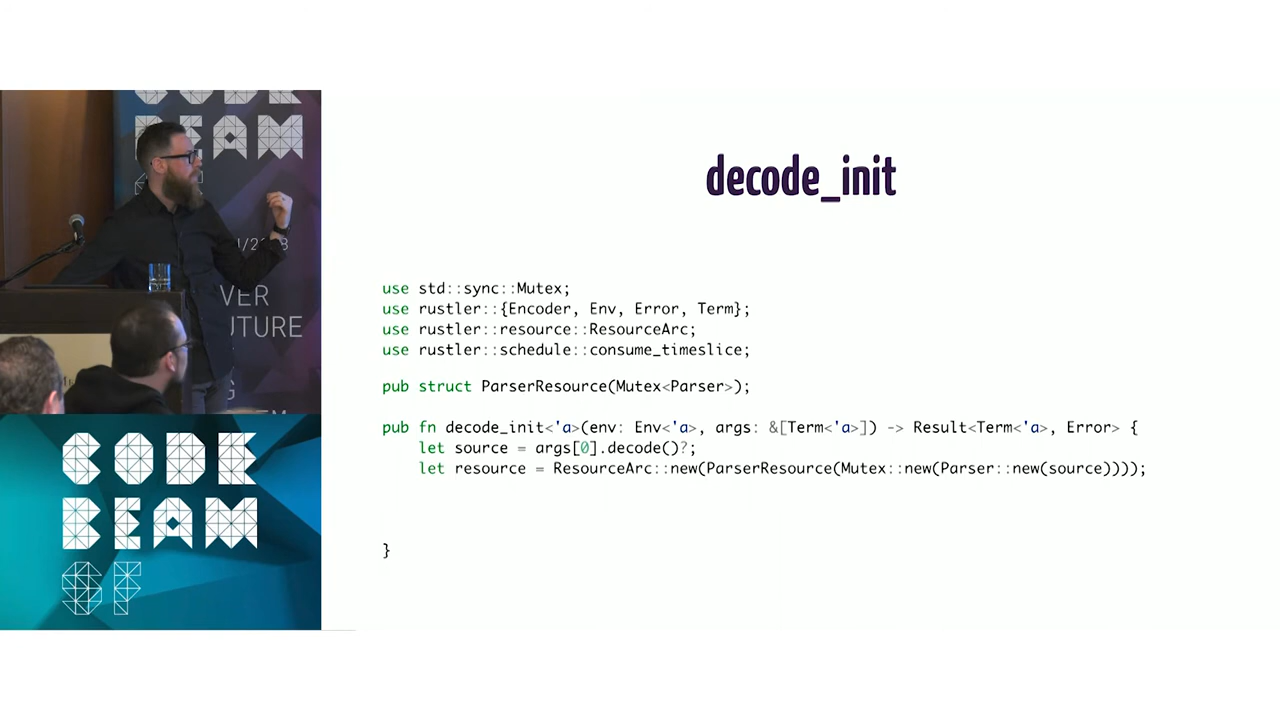 CODE
BEAM
VER
UTURE
decode_init
use std::sync::Mutex;
use rustler::{Encoder, Env, Error, Term};
use rustler::resource::ResourceArc;
use rustler::schedule::consume_timeslice;
pub struct ParserResource(Mutex<Parser>);
pub fn decode_init<'a>(env: Env<'a>, args: &[Term<'a>]) -> Result<Term<'a>, Error> {
let source = args[0].decode()?;
let resource = ResourceArc::new(ParserResource(Mutex::new(Parser::new(source))));
}
CODE
BEAM
SF